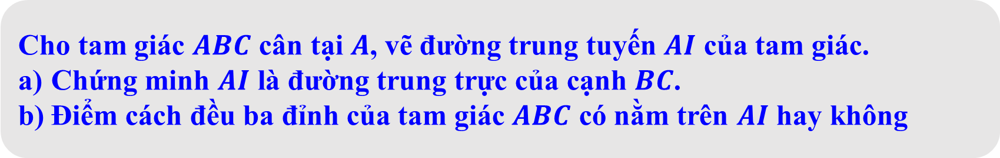 Cho tam giác ABC cân tại A, vẽ đường trung tuyến AI của tam giác.
a) Chứng minh AI là đường trung trực của cạnh BC.
b) Điểm cách đều ba đỉnh của tam giác ABC có nằm trên AI hay không